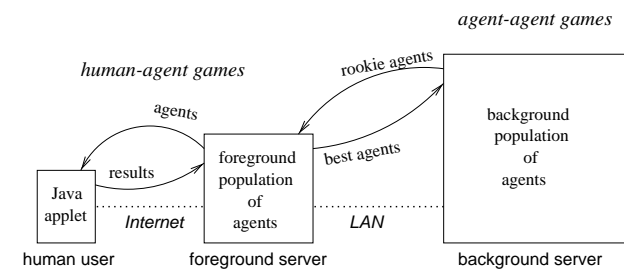 agent-agent games
human-agent games
rookie agents
agents
best agents
results
Java
applet
foreground
population
of
agents
background
population
of
agents
Internet
LAN
human user
foreground server
background server